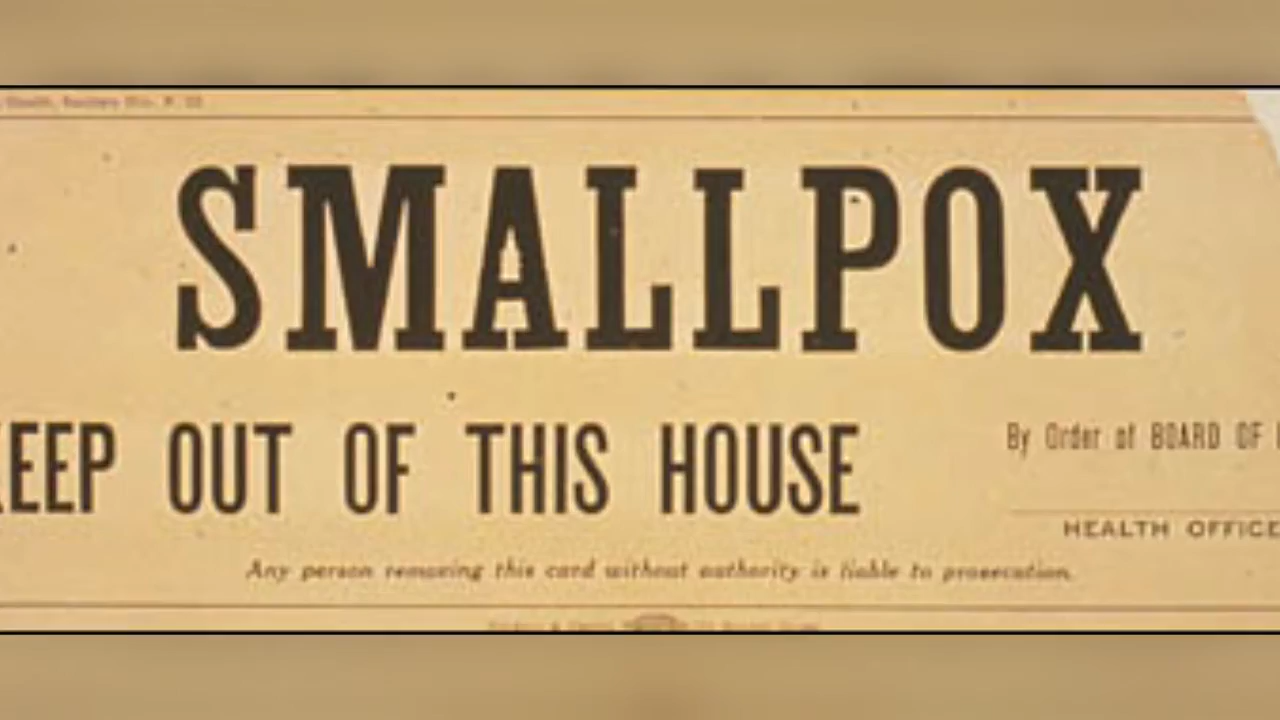 SMALLPOX
KEEP OUT OF THIS HOUSE
By Order of BOARD OF
HEALTH OFFICE
Any person removing this card without authority is liable to prosecution.